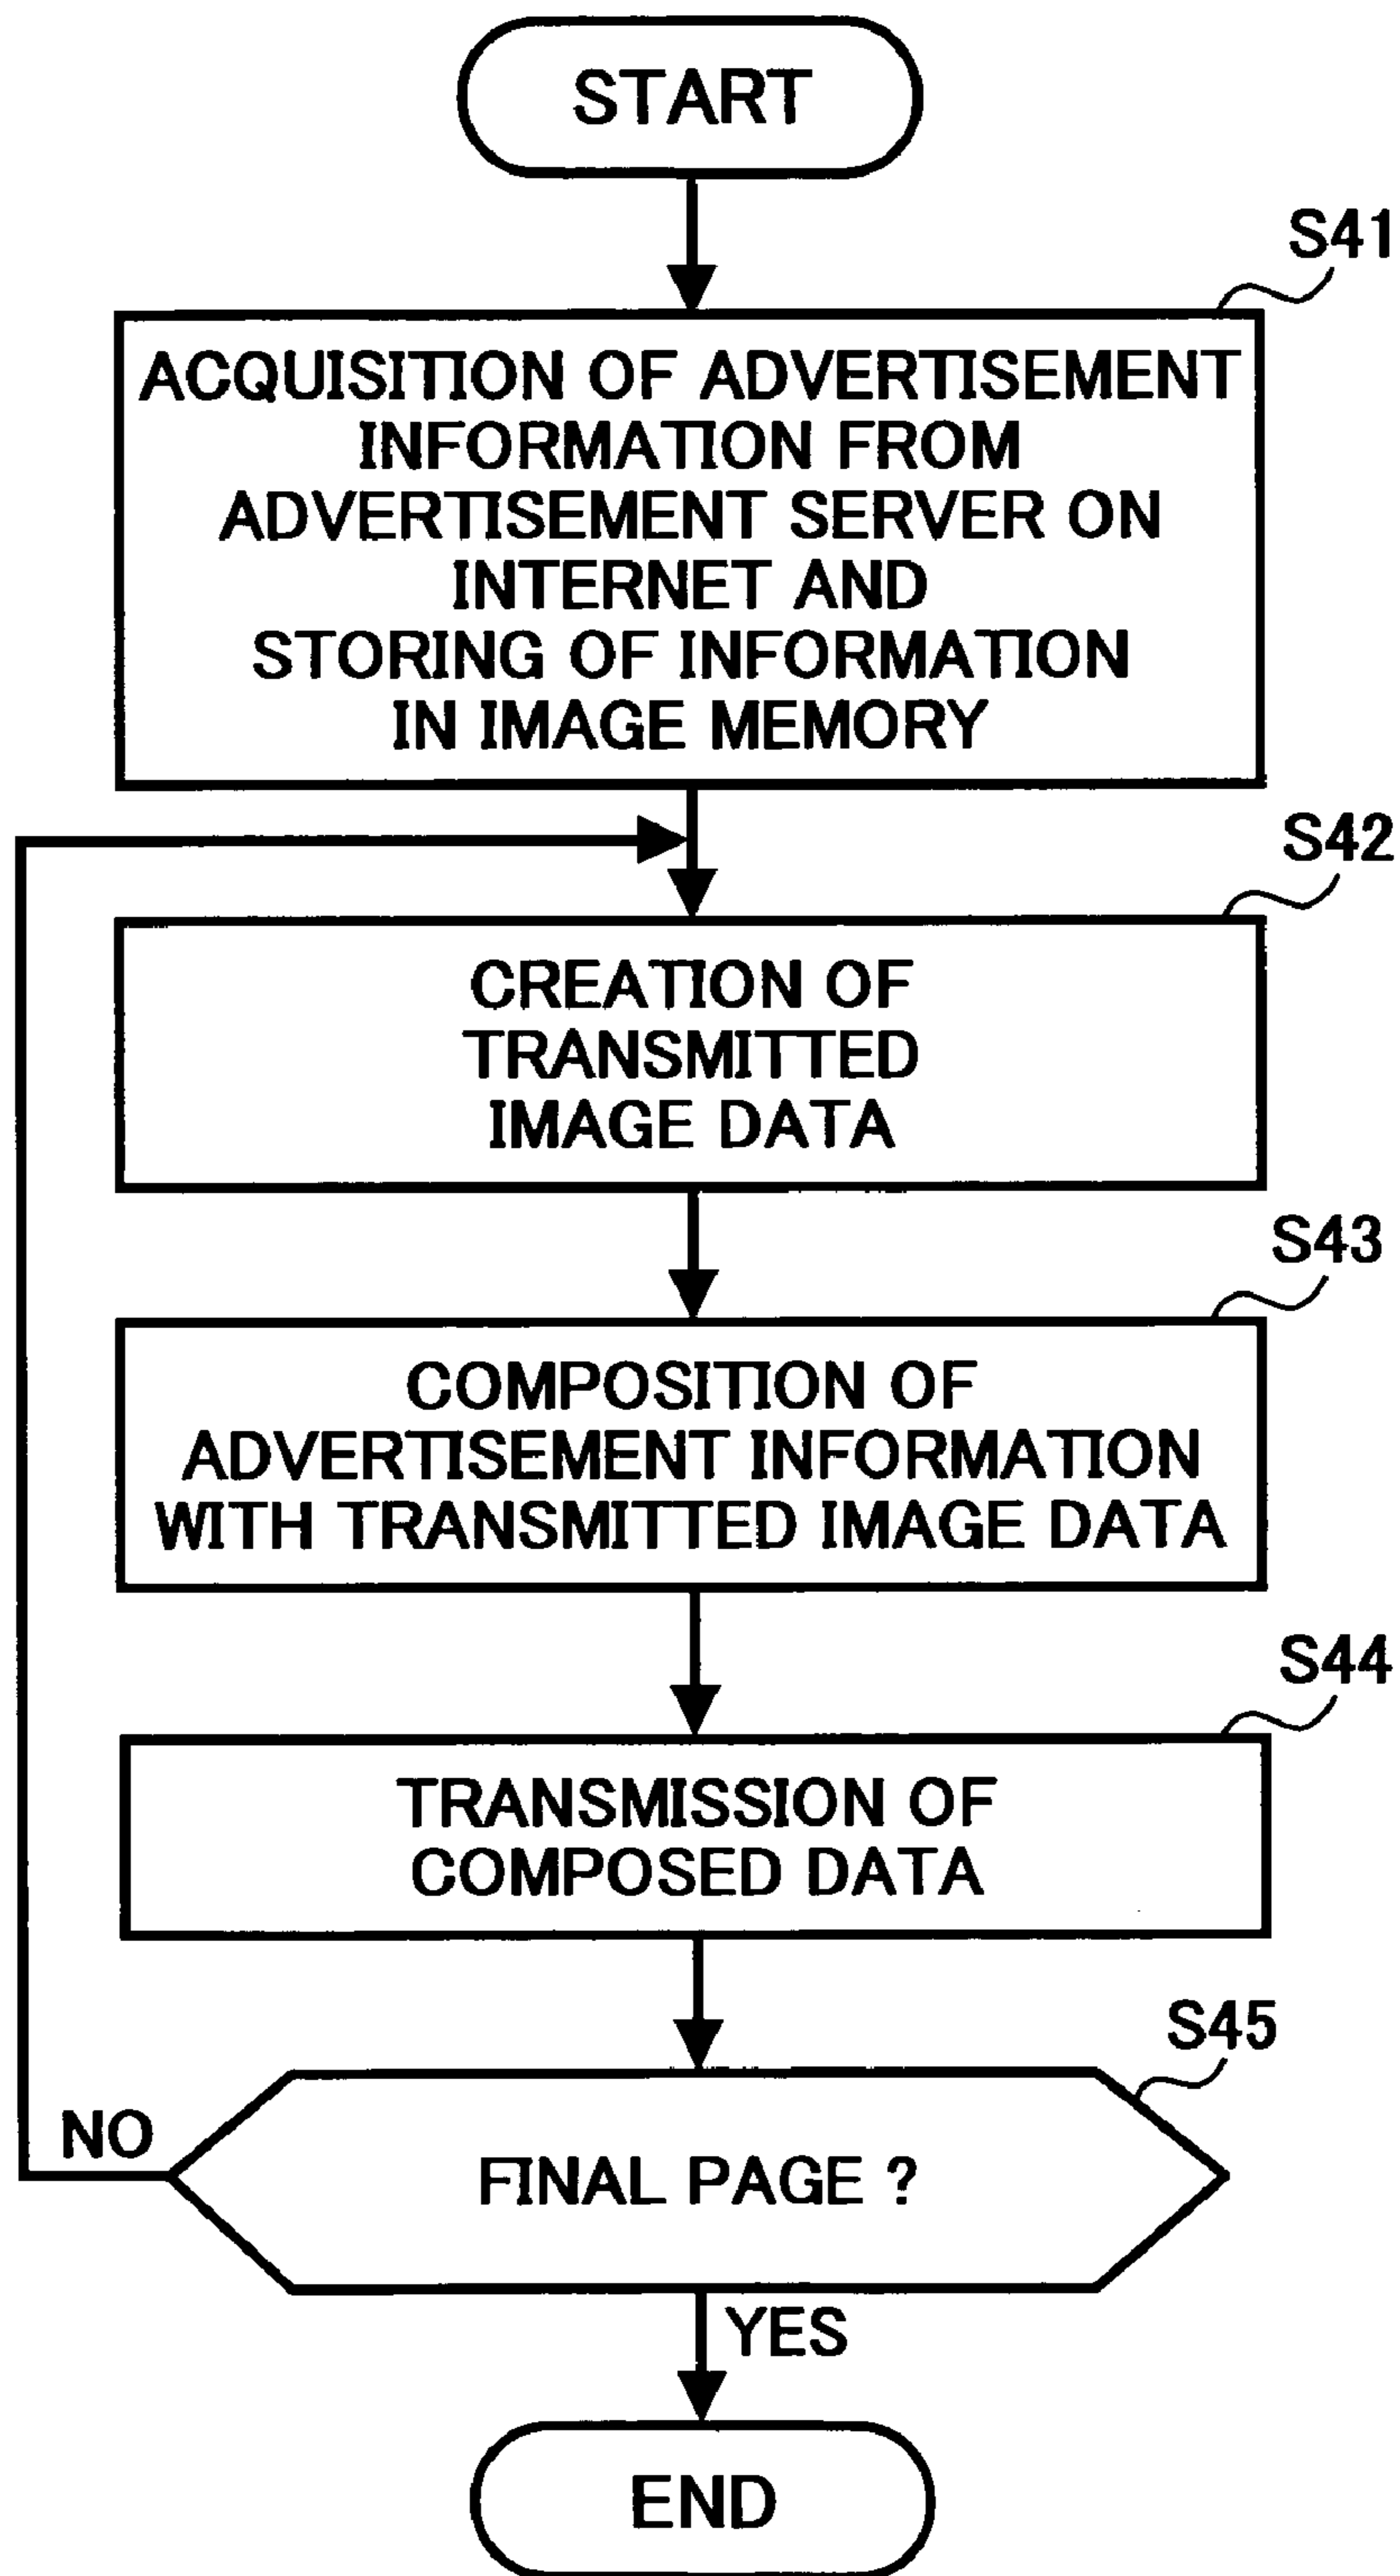 START
S41
ACQUISITION OF ADVERTISEMENT
INFORMATION FROM
ADVERTISEMENT SERVER ON
INTERNET AND
STORING OF INFORMATION
IN IMAGE MEMORY
S42
CREATION OF
TRANSMITTED
IMAGE DATA
S43
COMPOSITION OF
ADVERTISEMENT INFORMATION
WITH TRANSMITTED IMAGE DATA
S44
TRANSMISSION OF
COMPOSED DATA
S45
NO
FINAL PAGE ?
YES
END